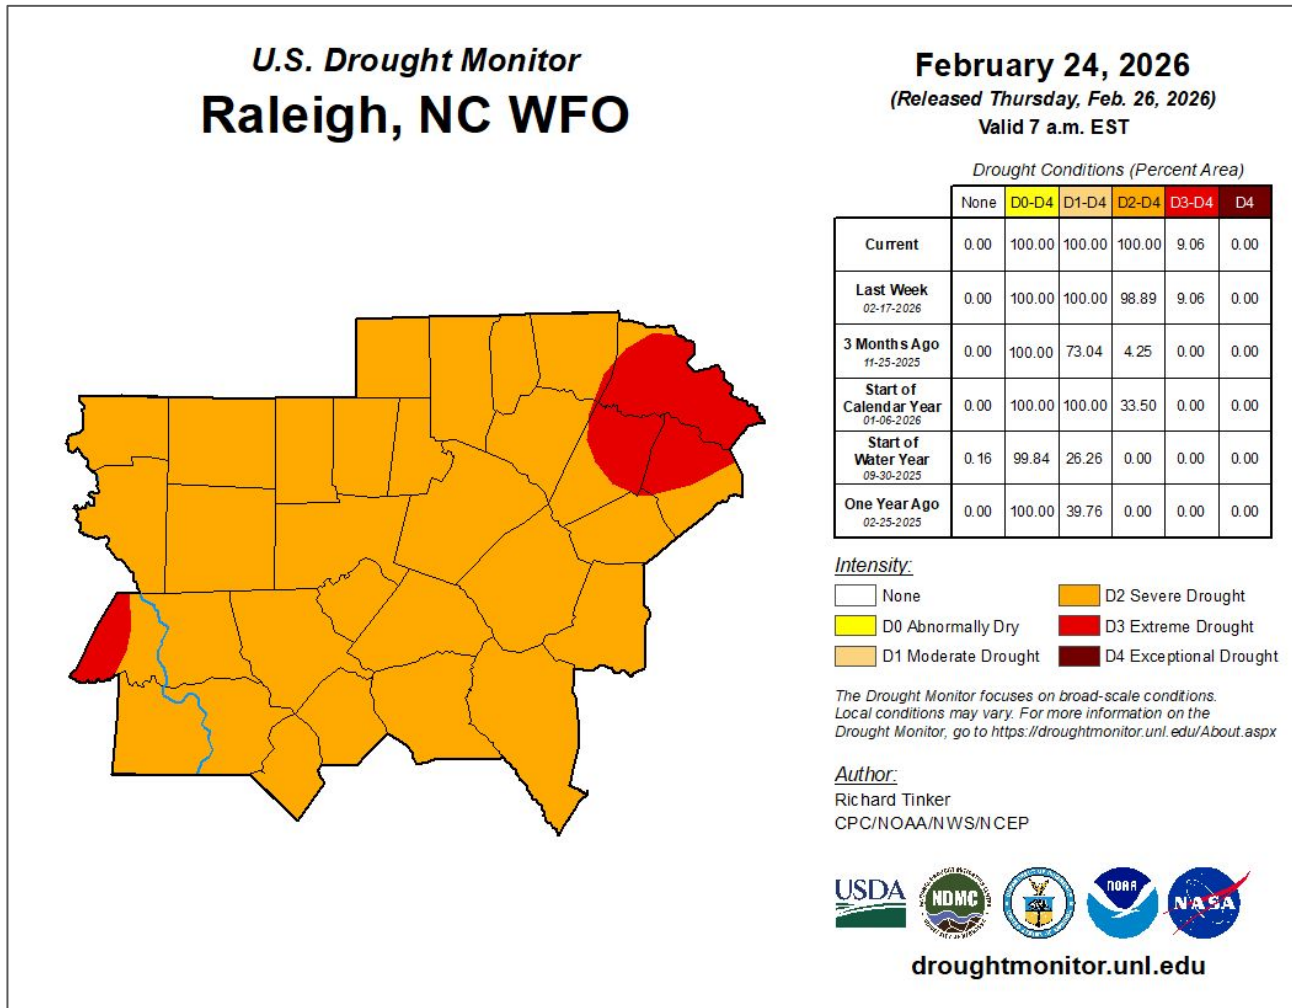 U.S. Drought Monitor
Raleigh, NC WFO
February 24, 2026
(Released Thursday, Feb. 26, 2026)
Valid 7 a.m. EST
Drought Conditions (Percent Area)
None D0-D4 D1-D4 D2-D4 D3-D4 D4
Current 0.00 100.00 100.00 100.00 9.06 0.00
Last Week 02-17-2026 0.00 100.00 100.00 98.89 9.06 0.00
3 Months Ago 11-25-2025 0.00 100.00 73.04 4.25 0.00 0.00
Start of Calendar Year 01-06-2026 0.00 100.00 100.00 33.50 0.00 0.00
Start of Water Year 09-30-2025 0.16 99.84 26.26 0.00 0.00 0.00
One Year Ago 02-25-2025 0.00 100.00 39.76 0.00 0.00 0.00
Intensity:
None
D0 Abnormally Dry
D1 Moderate Drought
D2 Severe Drought
D3 Extreme Drought
D4 Exceptional Drought
The Drought Monitor focuses on broad-scale conditions.
Local conditions may vary. For more information on the
Drought Monitor, go to https://droughtmonitor.unl.edu/About.aspx
Author:
Richard Tinker
CPC/NOAA/NWS/NCEP
USDA
NDMC
NOAA
NASA
droughtmonitor.unl.edu